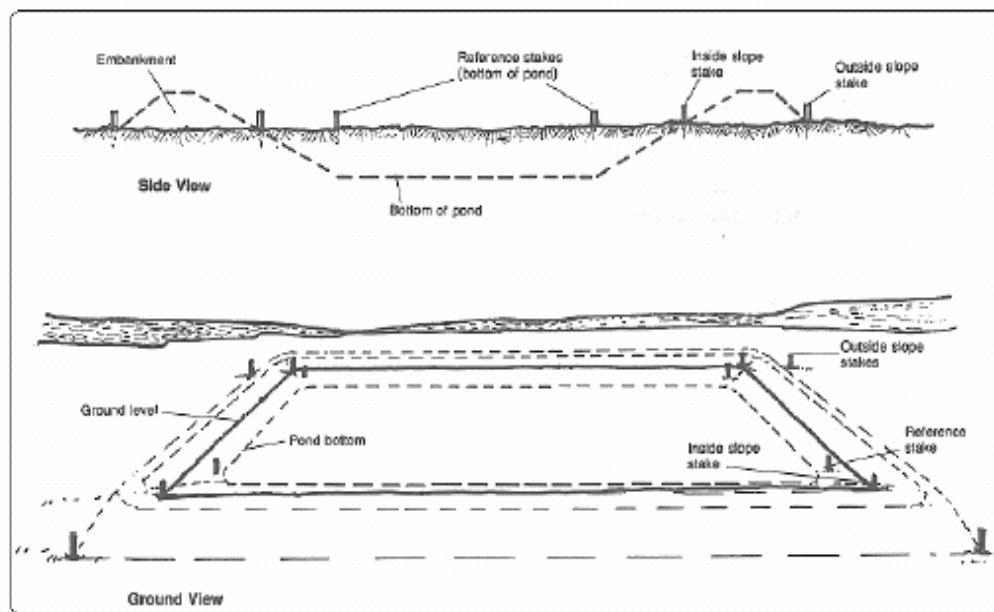 Embankment
Reference stakes
(bottom of pond)
Inside slope
stake
Outside slope
stake
Side View
Bottom of pond
Outside slope
stakes
Ground level
Pond bottom
Inside slope
stake
Reference
stake
Ground View